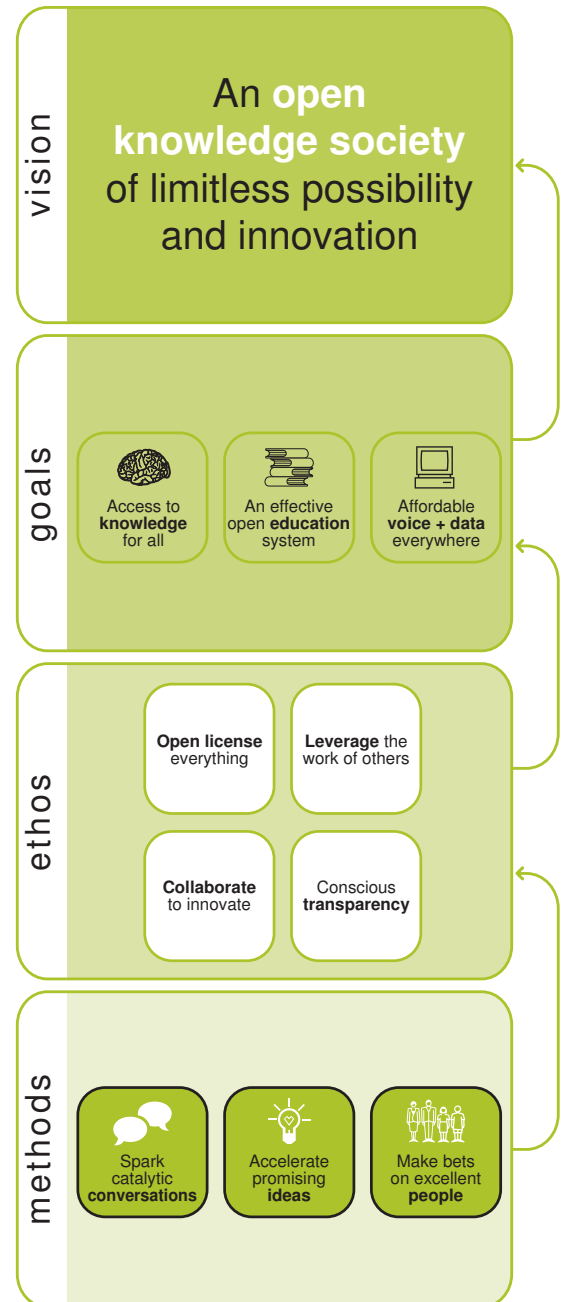 vision
An open
knowledge society
of limitless possibility
and innovation
goals
Access to
knowledge
for all
An effective
open education
system
Affordable
voice + data
everywhere
ethos
Open license
everything
Leverage the
work of others
Collaborate
to innovate
Conscious
transparency
methods
Spark
catalytic
conversations
Accelerate
promising
ideas
Make bets
on excellent
people